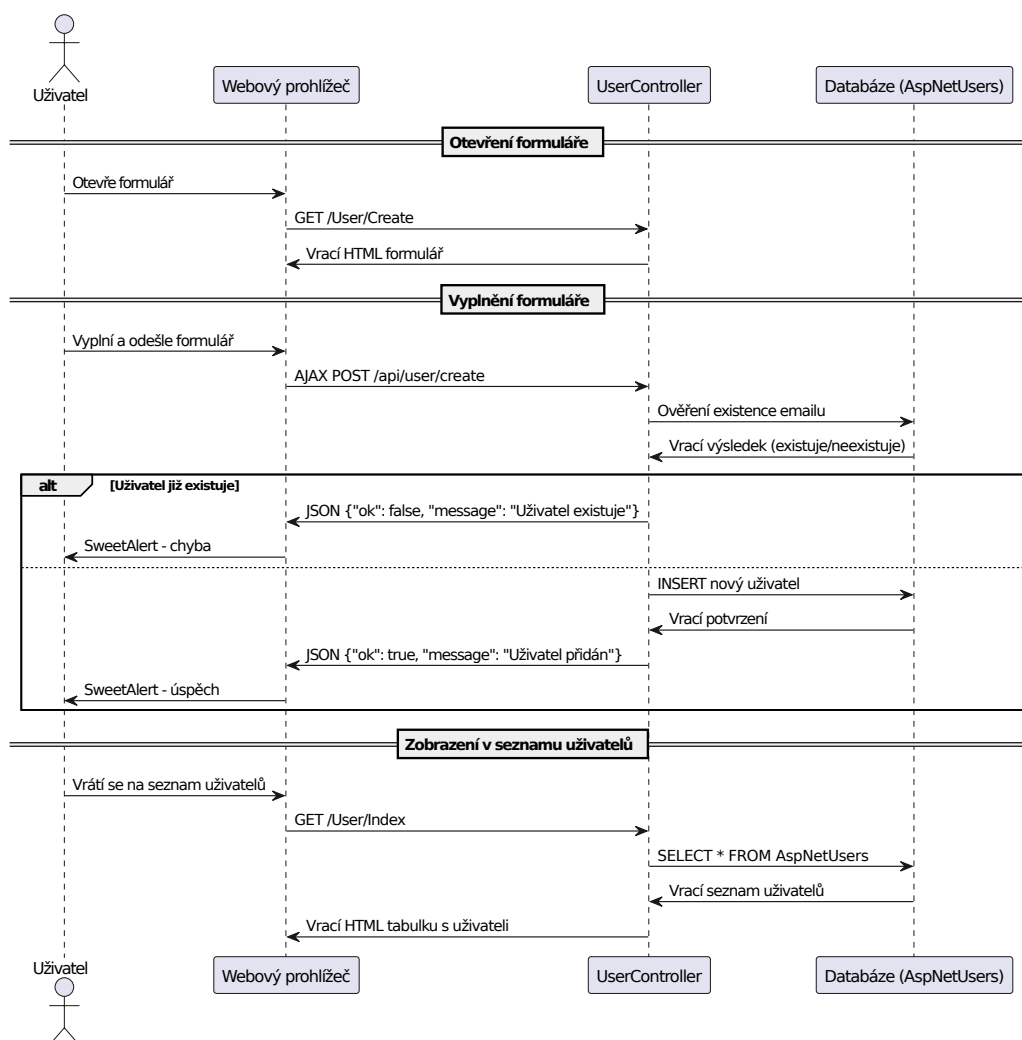 Uživatel
Webový prohlížeč
UserController
Databáze (AspNetUsers)
Otevření formuláře
Otevře formulář
GET /User/Create
Vrací HTML formulář
Vyplnění formuláře
Vyplní a odešle formulář
AJAX POST /api/user/create
Ověření existence emailu
Vrací výsledek (existuje/neexistuje)
alt [Uživatel již existuje]
JSON {"ok": false, "message": "Uživatel existuje"}
SweetAlert - chyba
INSERT nový uživatel
Vrací potvrzení
JSON {"ok": true, "message": "Uživatel přidán"}
SweetAlert - úspěch
Zobrazení v seznamu uživatelů
Vrátí se na seznam uživatelů
GET /User/Index
SELECT * FROM AspNetUsers
Vrací seznam uživatelů
Vrací HTML tabulku s uživateli
Uživatel
Webový prohlížeč
UserController
Databáze (AspNetUsers)